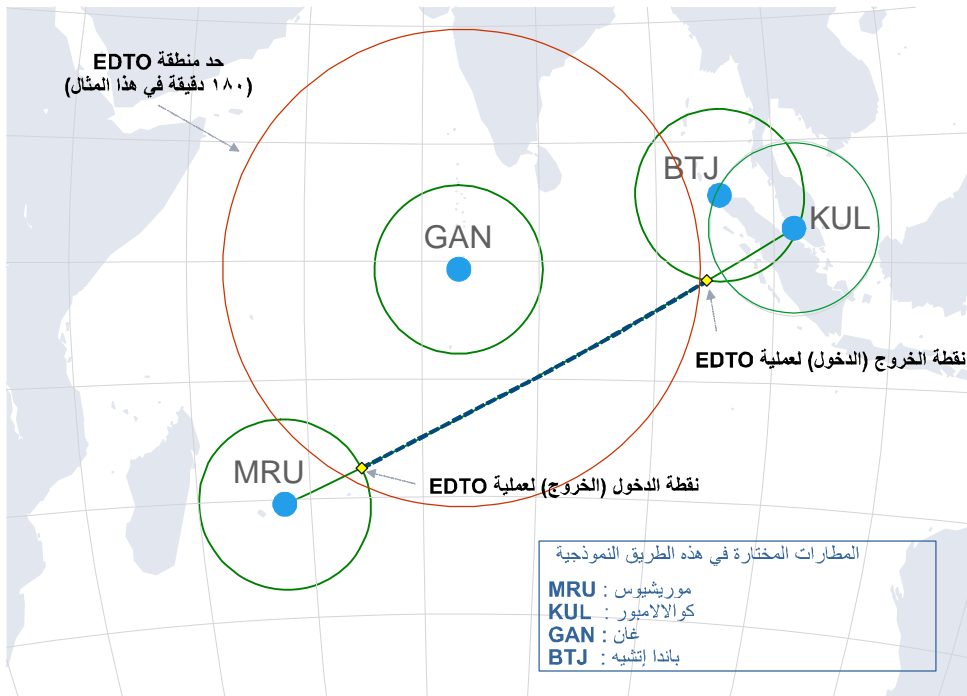 حد منطقة EDTO
(١٨٠ دقيقة في هذا المثال)
BTJ
KUL
GAN
نقطة الخروج (الدخول) لعملية EDTO
MRU
نقطة الدخول (الخروج) لعملية EDTO
المطارات المختارة في هذه الطريق النموذجية
MRU : موريشيوس
KUL : كوالالامبور
GAN : غان
BTJ : باندا إتشيه